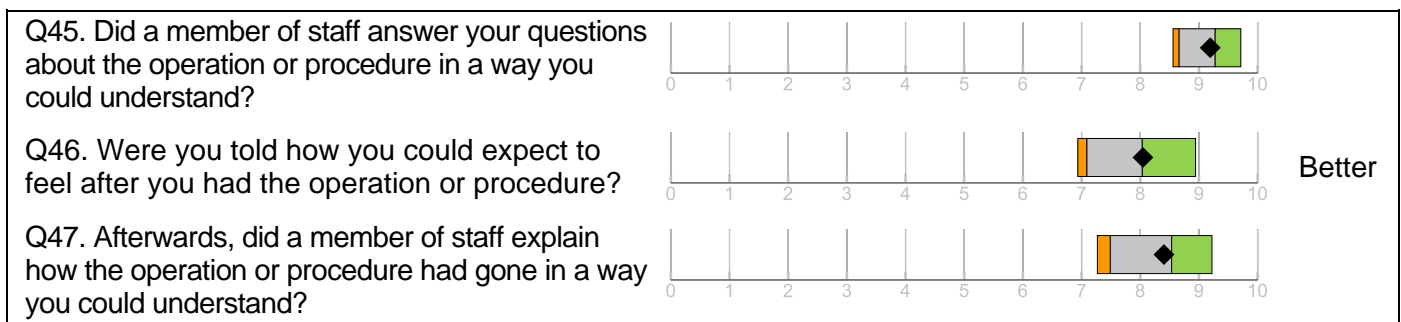 Q45. Did a member of staff answer your questions
about the operation or procedure in a way you
could understand?
0 1 2 3 4 5 6 7 8 9 10
Q46. Were you told how you could expect to
feel after you had the operation or procedure?
0 1 2 3 4 5 6 7 8 9 10
Better
Q47. Afterwards, did a member of staff explain
how the operation or procedure had gone in a way
you could understand?
0 1 2 3 4 5 6 7 8 9 10